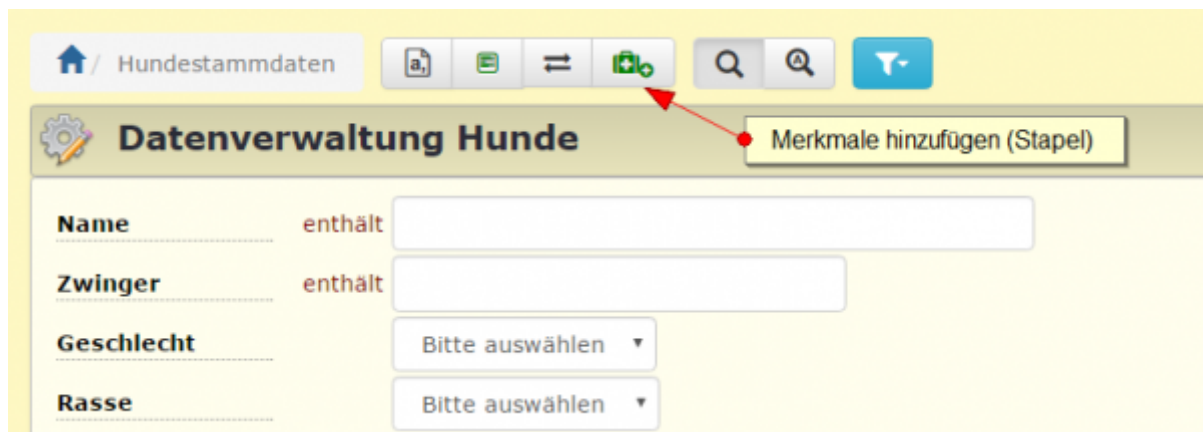 / Hundestammdaten a,
Datenverwaltung Hunde
Merkmale hinzufügen (Stapel)
Name enthält
Zwinger enthält
Geschlecht Bitte auswählen
Rasse Bitte auswählen